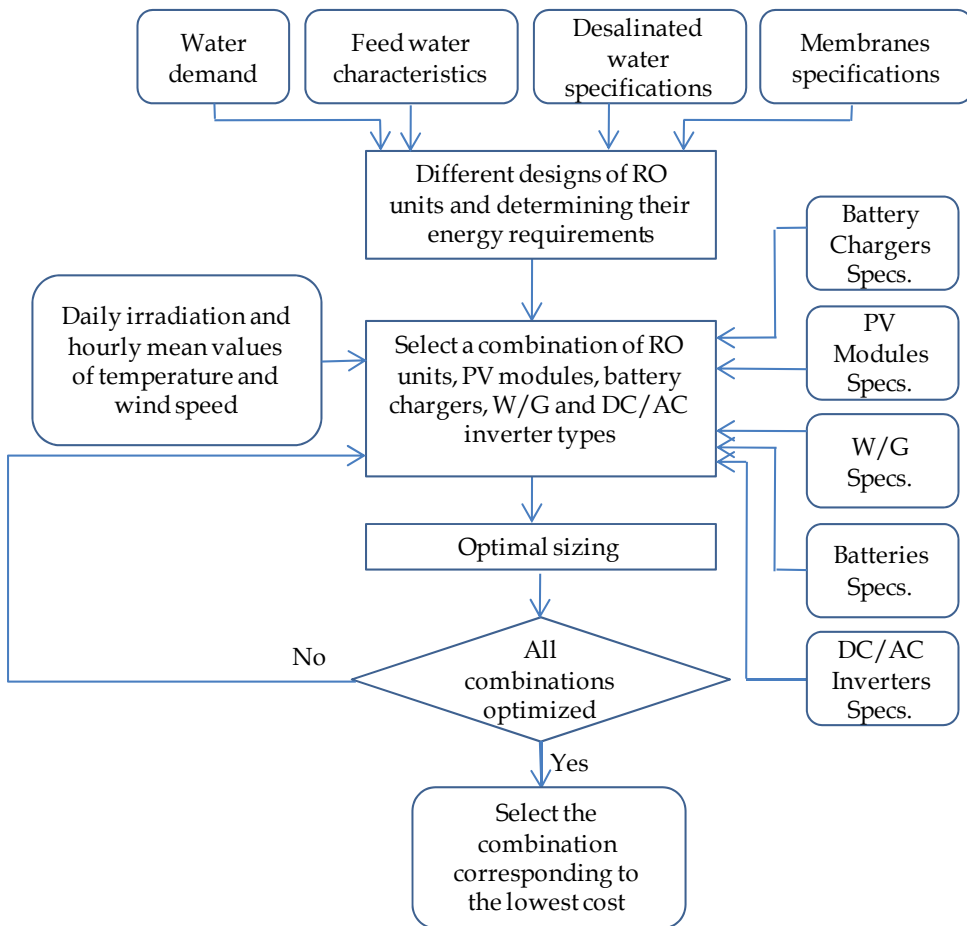 Water
demand
Feed water
characteristics
Desalinated
water
specifications
Membranes
specifications
Different designs of RO
units and determining their
energy requirements
Battery
Chargers
Specs.
Daily irradiation and
hourly mean values
of temperature and
wind speed
Select a combination of RO
units, PV modules, battery
chargers, W/G and DC/AC
inverter types
PV
Modules
Specs.
W/G
Specs.
Optimal sizing
Batteries
Specs.
No
All
combinations
optimized
DC/AC
Inverters
Specs.
Yes
Select the
combination
corresponding to
the lowest cost